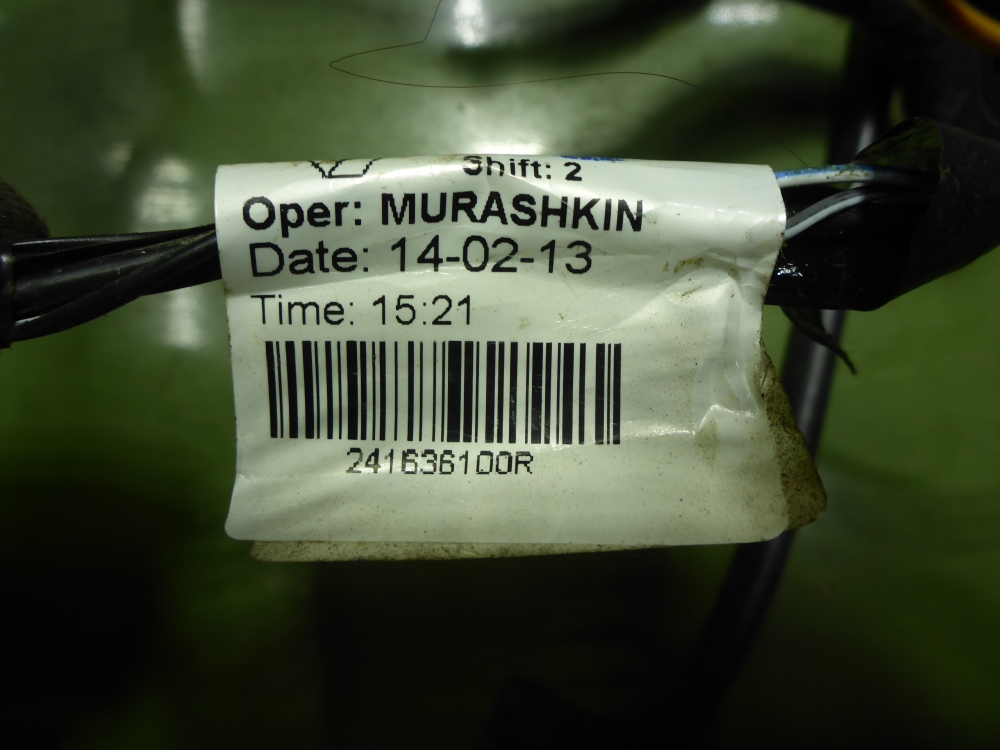 Shift: 2
Oper: MURASHKIN
Date: 14-02-13
Time: 15:21
241636100R